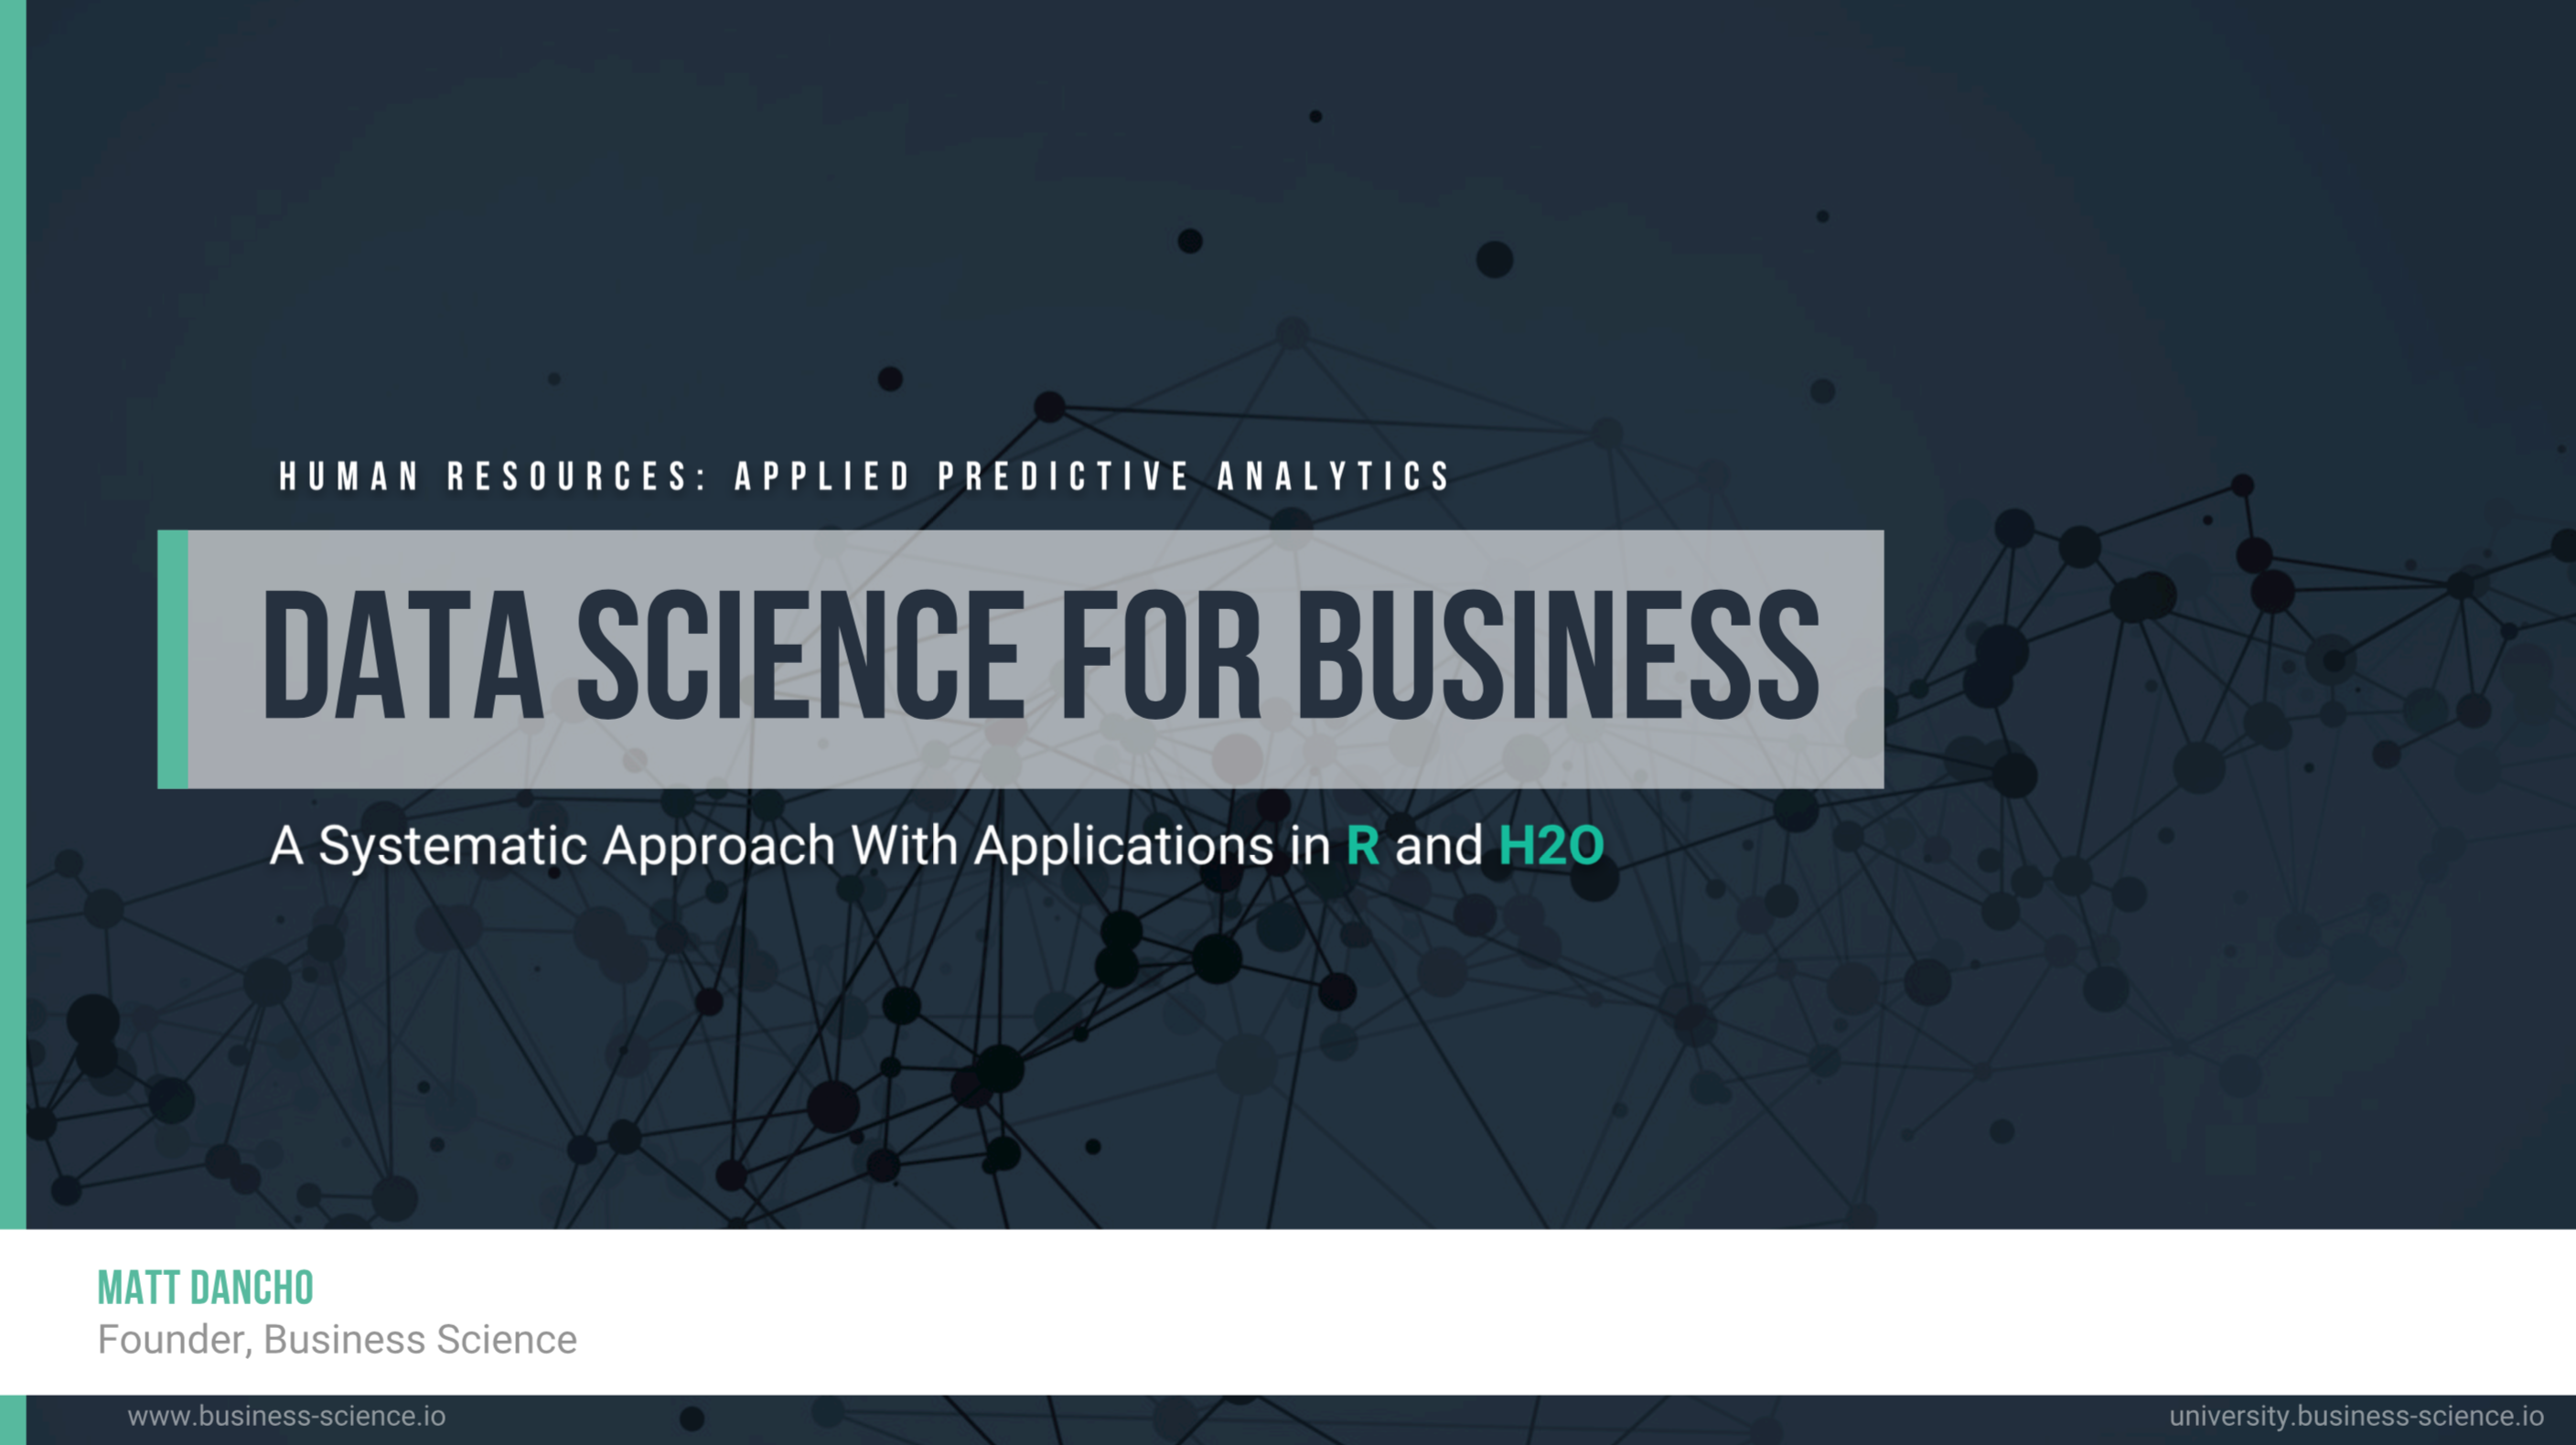 HUMAN RESOURCES: APPLIED PREDICTIVE ANALYTICS
DATA SCIENCE FOR BUSINESS
A Systematic Approach With Applications in R and H2O
MATT DANCHO
Founder, Business Science
www.business-science.io
university.business-science.io